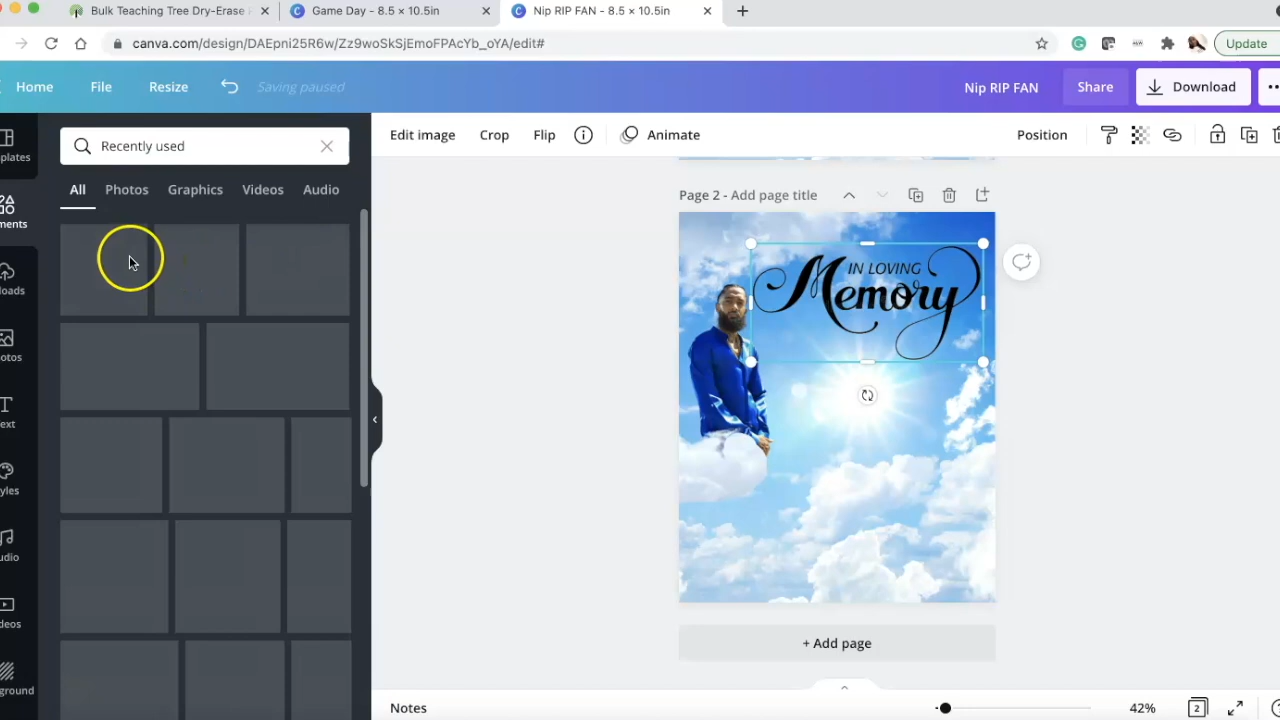 Bulk Teaching Tree Dry-Erase
Game Day - 8.5 × 10.5in
Nip RIP FAN - 8.5 × 10.5in
canva.com/design/DAEpni25R6w/Zz9woSkSjEmoFPAcYb_oYA/edit#
Update
Home
File
Resize
Saving paused
Nip RIP FAN
Share
Download
Recently used
Edit image
Crop
Flip
Animate
Position
All
Photos
Graphics
Videos
Audio
plates
ments
loads
otos
ext
yles
udio
deos
ground
Page 2 - Add page title
IN LOVING
Memory
+ Add page
Notes
42%
2